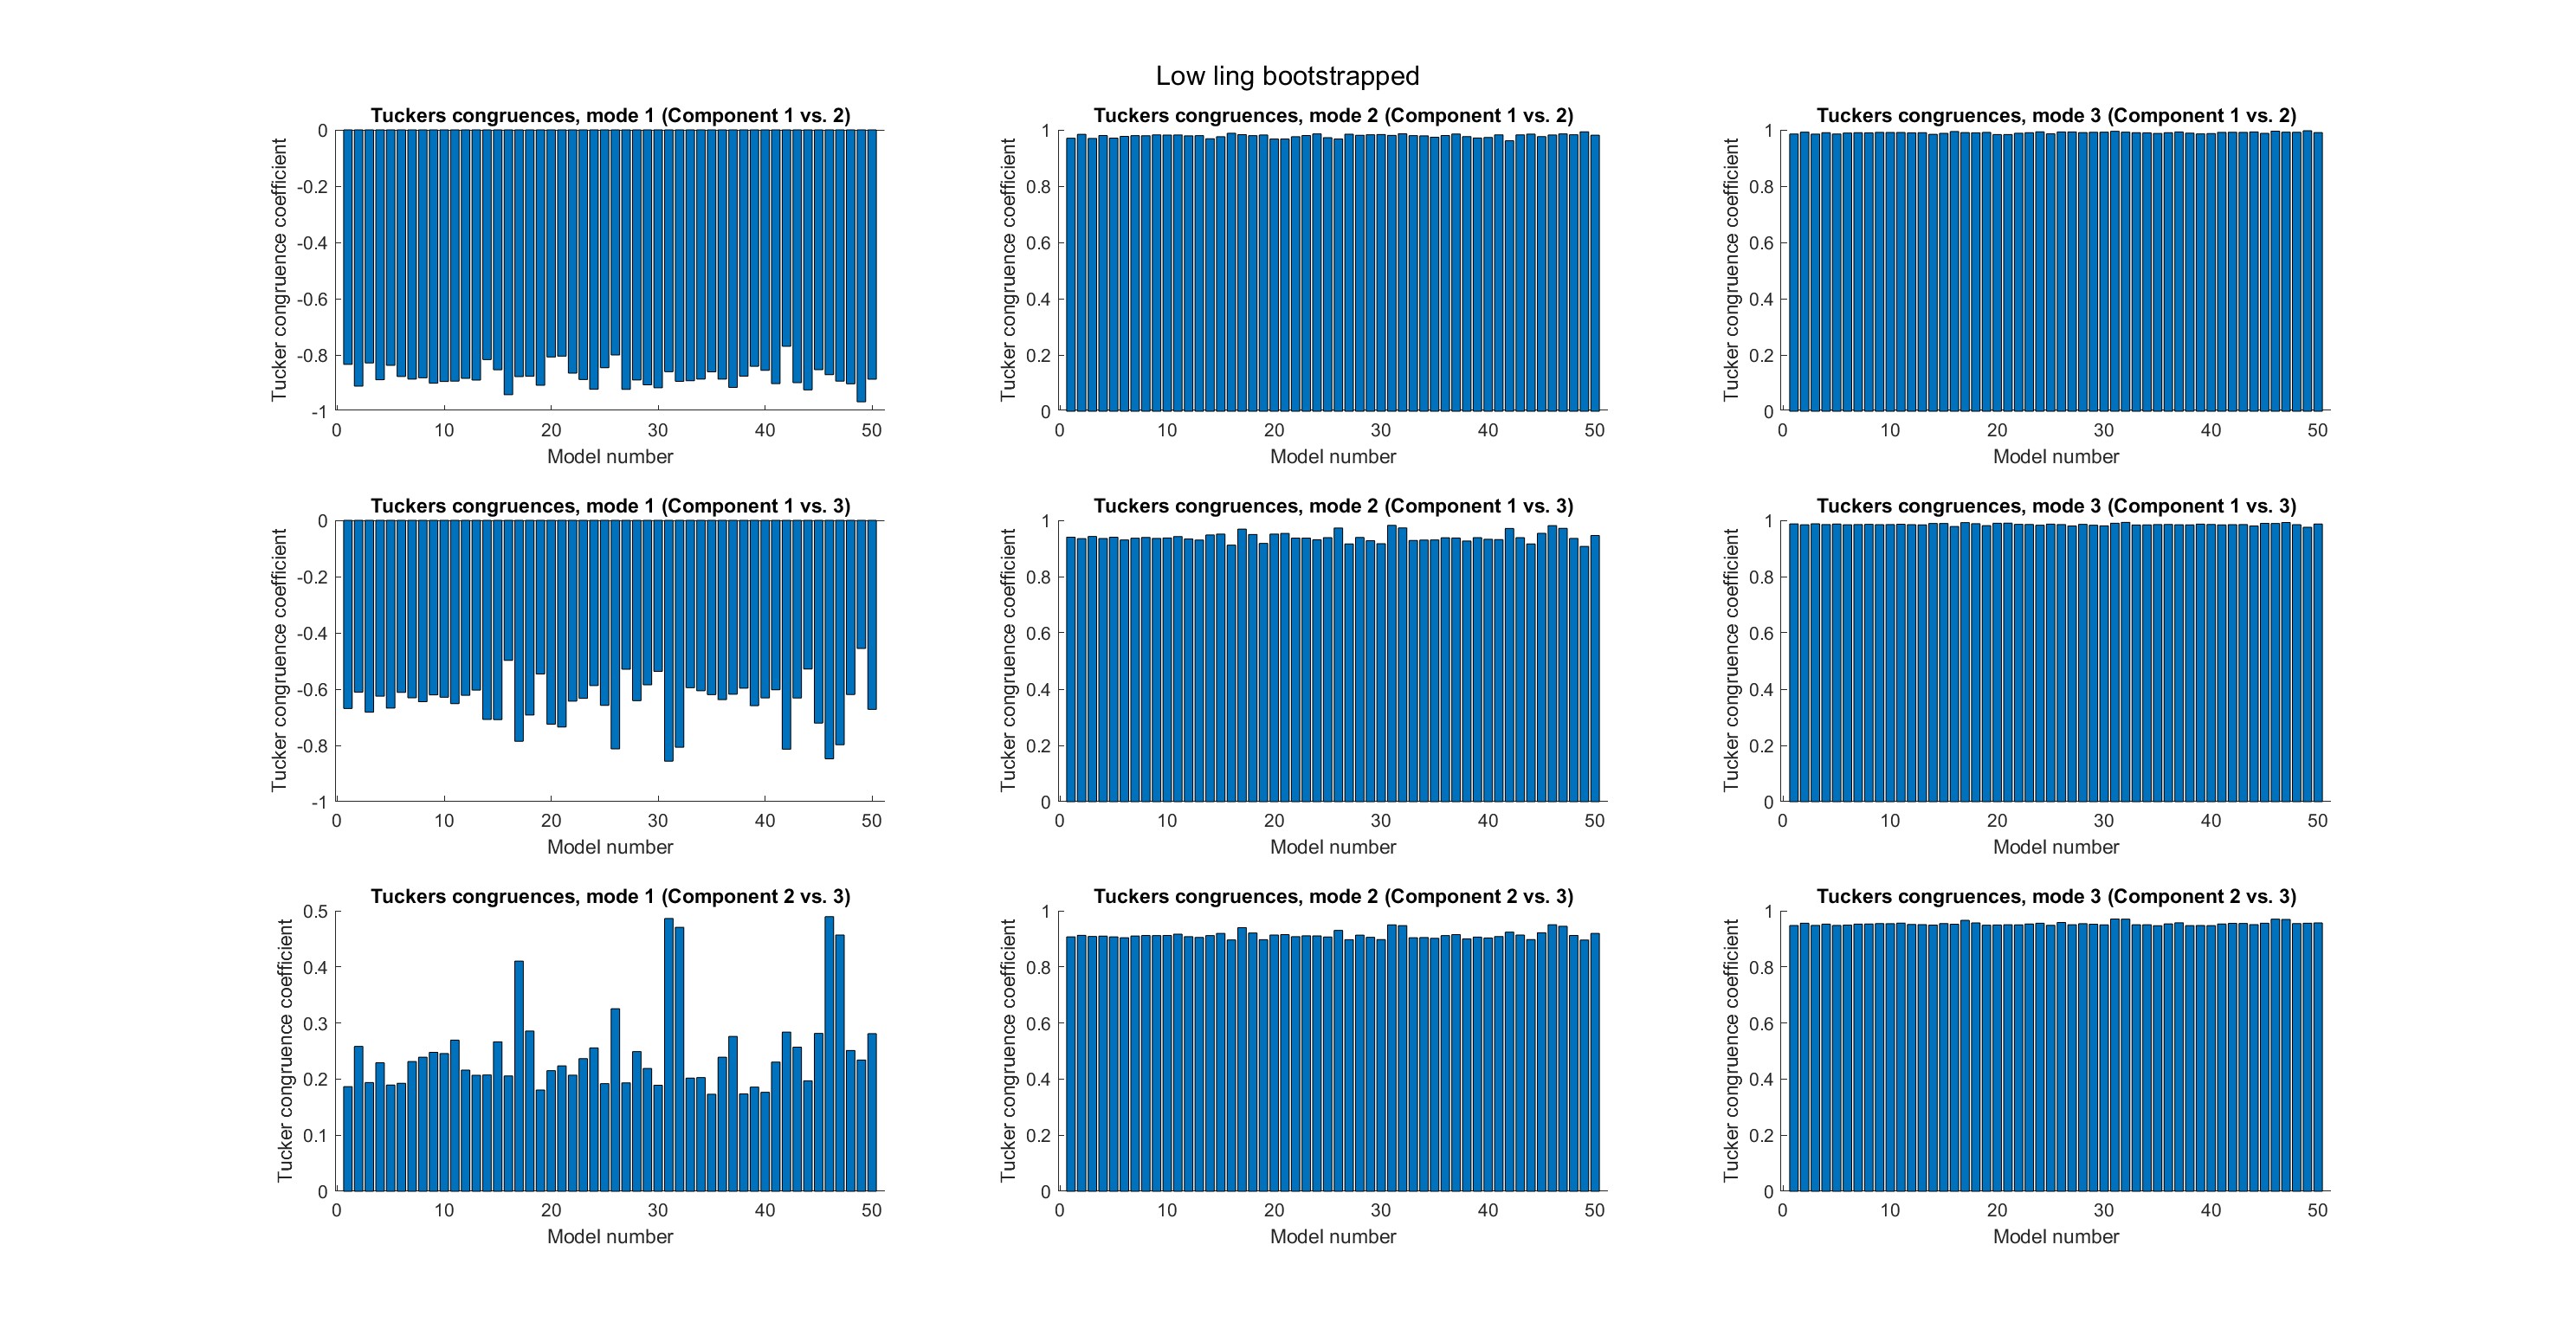 Low ling bootstrapped
Tuckers congruences, mode 1 (Component 1 vs. 2)
Tucker congruence coefficient
0
-0.2
-0.4
-0.6
-0.8
-1
0 10 20 30 40 50
Model number
Tuckers congruences, mode 2 (Component 1 vs. 2)
Tucker congruence coefficient
1
0.8
0.6
0.4
0.2
0
0 10 20 30 40 50
Model number
Tuckers congruences, mode 3 (Component 1 vs. 2)
Tucker congruence coefficient
1
0.8
0.6
0.4
0.2
0
0 10 20 30 40 50
Model number
Tuckers congruences, mode 1 (Component 1 vs. 3)
Tucker congruence coefficient
0
-0.2
-0.4
-0.6
-0.8
-1
0 10 20 30 40 50
Model number
Tuckers congruences, mode 2 (Component 1 vs. 3)
Tucker congruence coefficient
1
0.8
0.6
0.4
0.2
0
0 10 20 30 40 50
Model number
Tuckers congruences, mode 3 (Component 1 vs. 3)
Tucker congruence coefficient
1
0.8
0.6
0.4
0.2
0
0 10 20 30 40 50
Model number
Tuckers congruences, mode 1 (Component 2 vs. 3)
Tucker congruence coefficient
0.5
0.4
0.3
0.2
0.1
0
0 10 20 30 40 50
Model number
Tuckers congruences, mode 2 (Component 2 vs. 3)
Tucker congruence coefficient
1
0.8
0.6
0.4
0.2
0
0 10 20 30 40 50
Model number
Tuckers congruences, mode 3 (Component 2 vs. 3)
Tucker congruence coefficient
1
0.8
0.6
0.4
0.2
0
0 10 20 30 40 50
Model number